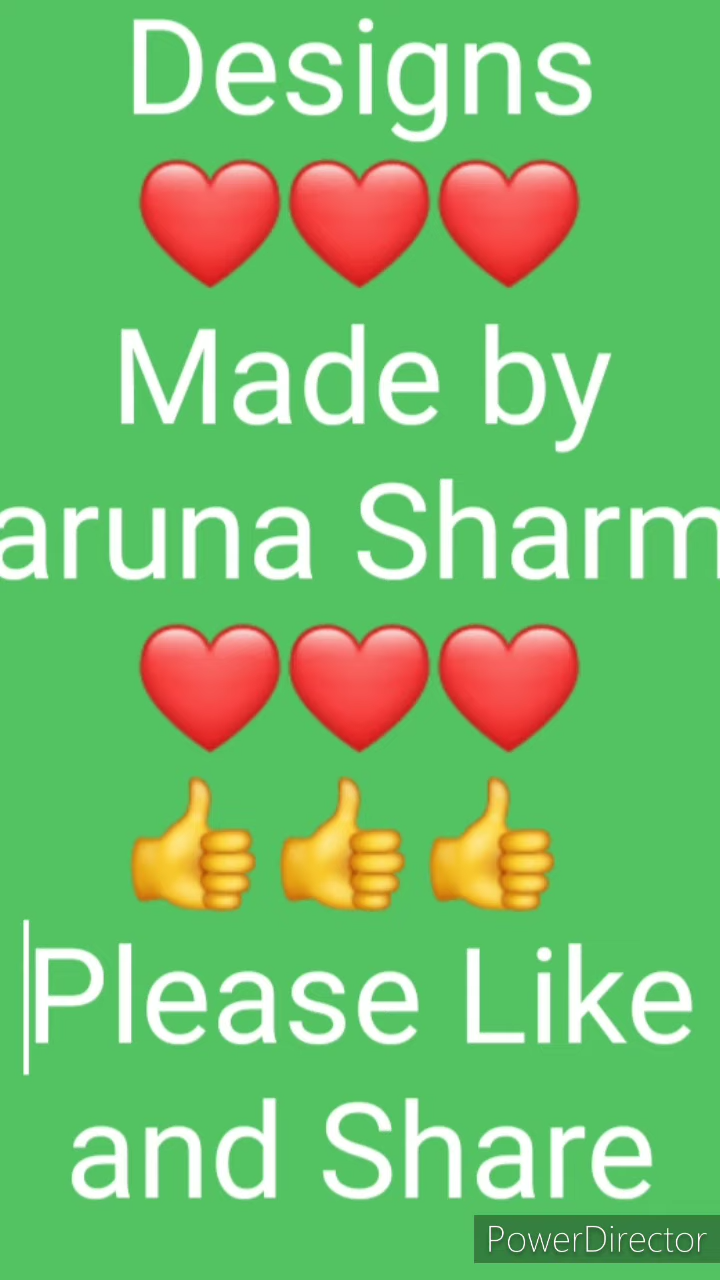 Designs
❤️❤️❤️
Made by
aruna Sharm
❤️❤️❤️
👍👍👍
Please Like
and Share
PowerDirector